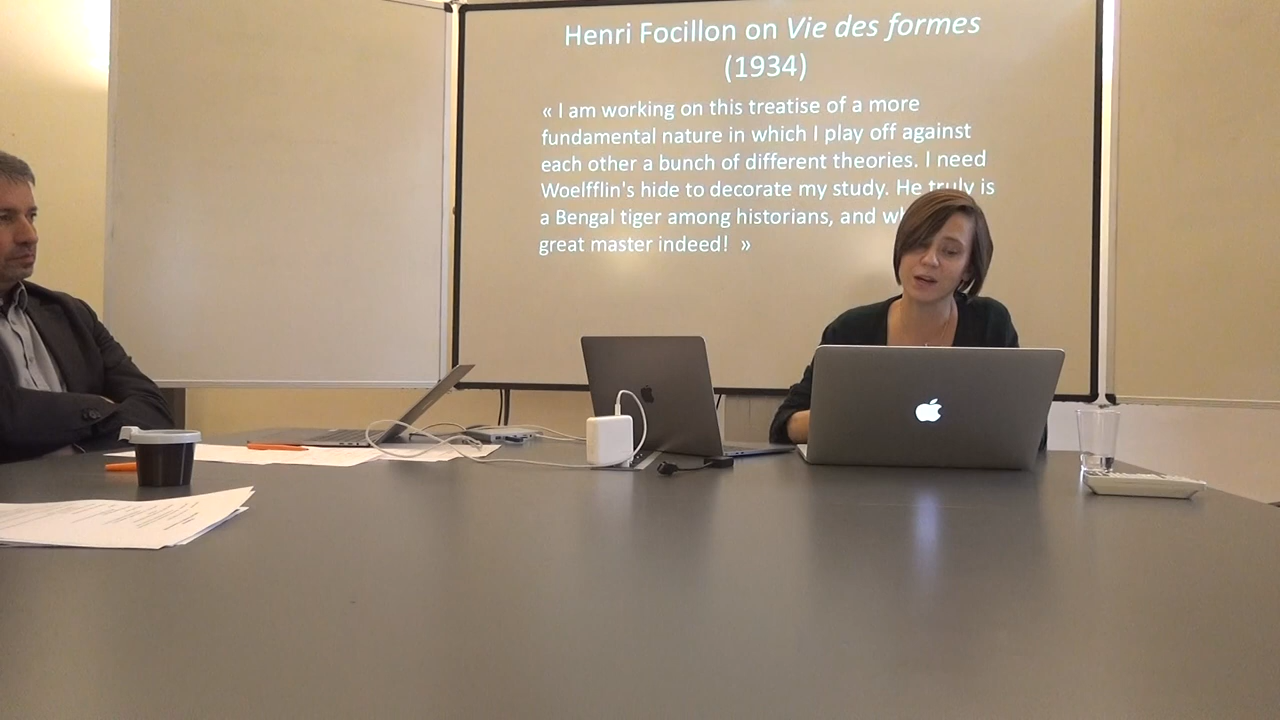 Henri Focillon on Vie des formes
(1934)
« I am working on this treatise of a more
fundamental nature in which I play off against
each other a bunch of different theories. I need
Woelfflin's hide to decorate my study. He truly is
a Bengal tiger among historians, and
great master indeed! »